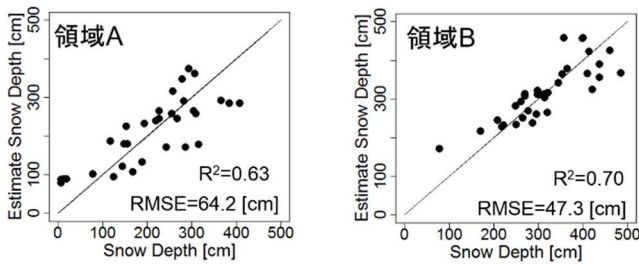 領域A
Estimate Snow Depth [cm]
500
300
100
0
R²=0.63
RMSE=64.2 [cm]
0 100 200 300 400 500
Snow Depth [cm]
領域B
Estimate Snow Depth [cm]
500
300
100
0
R²=0.70
RMSE=47.3 [cm]
0 100 200 300 400 500
Snow Depth [cm]